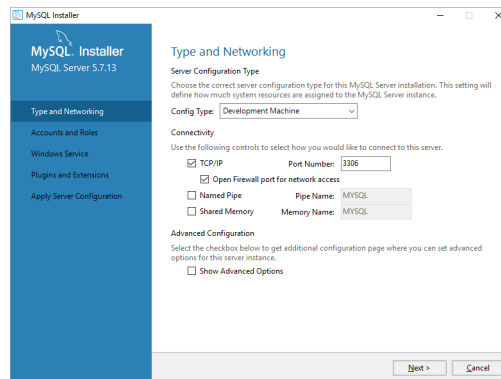 MySQL Installer
MySQL. Installer
MySQL Server 5.7.13
Type and Networking
Accounts and Roles
Windows Service
Plugins and Extensions
Apply Server Configuration
Type and Networking
Server Configuration Type
Choose the correct server configuration type for this MySQL Server installation. This setting will
define how much system resources are assigned to the MySQL Server instance.
Config Type: Development Machine
Connectivity
Use the following controls to select how you would like to connect to this server.
TCP/IP Port Number: 3306
Open Firewall port for network access
Named Pipe Pipe Name: MYSQL
Shared Memory Memory Name: MYSQL
Advanced Configuration
Select the checkbox below to get additional configuration page where you can set advanced
options for this server instance.
Show Advanced Options
Next > Cancel